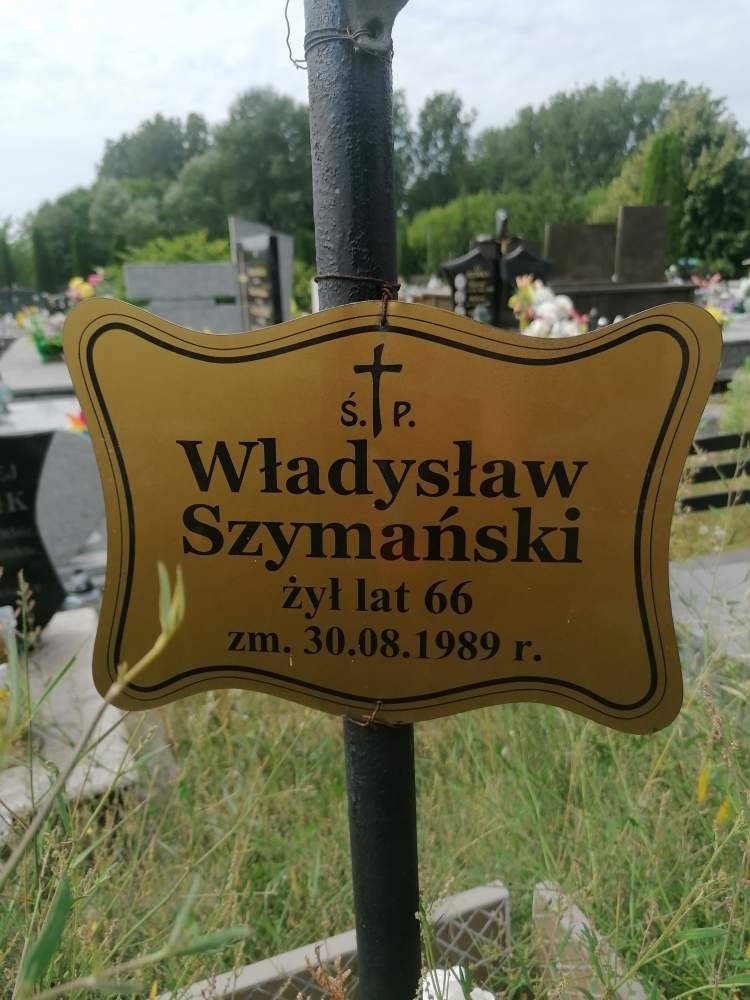 Ś. P.
Władysław
Szymański
żył lat 66
zm. 30.08.1989 r.